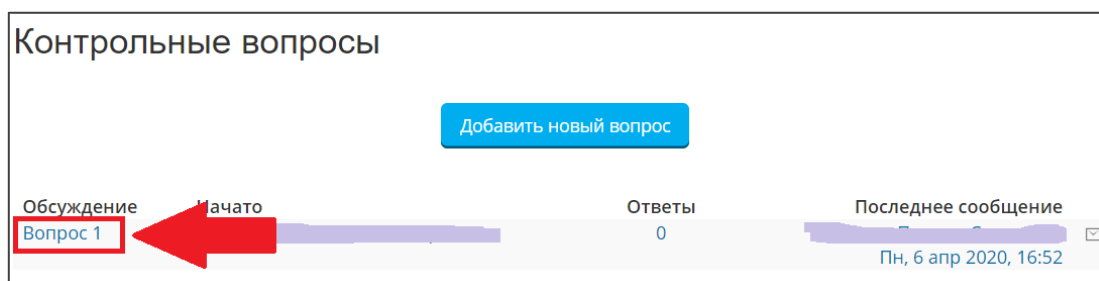 Контрольные вопросы
Добавить новый вопрос
Обсуждение Начато Ответы Последнее сообщение
Вопрос 1 0
Пн, 6 апр 2020, 16:52